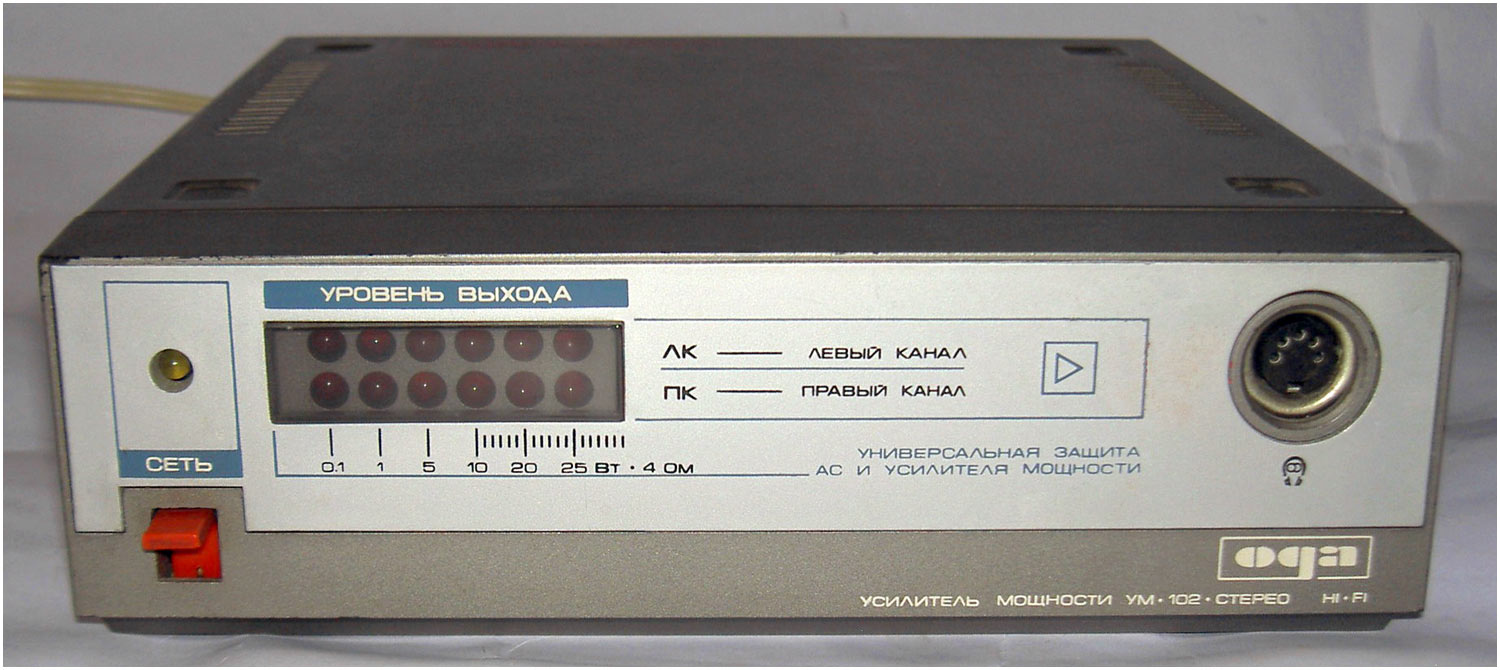 УРОВЕНЬ ВЫХОДА
ЛК — ЛЕВЫЙ КАНАЛ
ПК — ПРАВЫЙ КАНАЛ
СЕТЬ
0.1 1 5 10 20 25 ВТ · 4 ОМ
УНИВЕРСАЛЬНАЯ ЗАЩИТА
АС И УСИЛИТЕЛЯ МОЩНОСТИ
ода
УСИЛИТЕЛЬ МОЩНОСТИ УМ · 102 · СТЕРЕО HI · FI